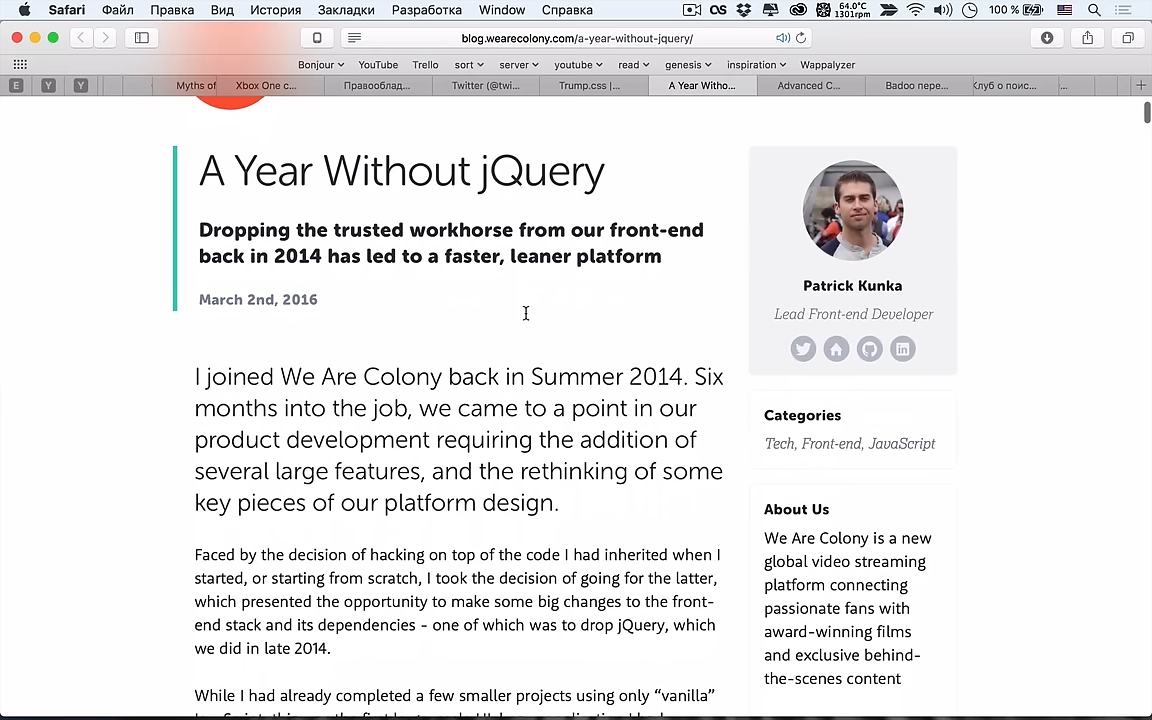 Safari Файл Правка Вид История Закладки Разработка Window Справка
64.0°C
1301rpm
100 %
blog.wearecolony.com/a-year-without-jquery/
Bonjour YouTube Trello sort server youtube read genesis inspiration Wappalyzer
E Y Y Myths of Xbox One c... Правооблад... Twitter (@twi... Trump.css |... A Year Witho... Advanced C... Badoo пере... Клуб о поис... ...
A Year Without jQuery
Dropping the trusted workhorse from our front-end
back in 2014 has led to a faster, leaner platform
March 2nd, 2016
I joined We Are Colony back in Summer 2014. Six
months into the job, we came to a point in our
product development requiring the addition of
several large features, and the rethinking of some
key pieces of our platform design.
Faced by the decision of hacking on top of the code I had inherited when I
started, or starting from scratch, I took the decision of going for the latter,
which presented the opportunity to make some big changes to the front-
end stack and its dependencies - one of which was to drop jQuery, which
we did in late 2014.
While I had already completed a few smaller projects using only “vanilla”
Patrick Kunka
Lead Front-end Developer
Categories
Tech, Front-end, JavaScript
About Us
We Are Colony is a new
global video streaming
platform connecting
passionate fans with
award-winning films
and exclusive behind-
the-scenes content